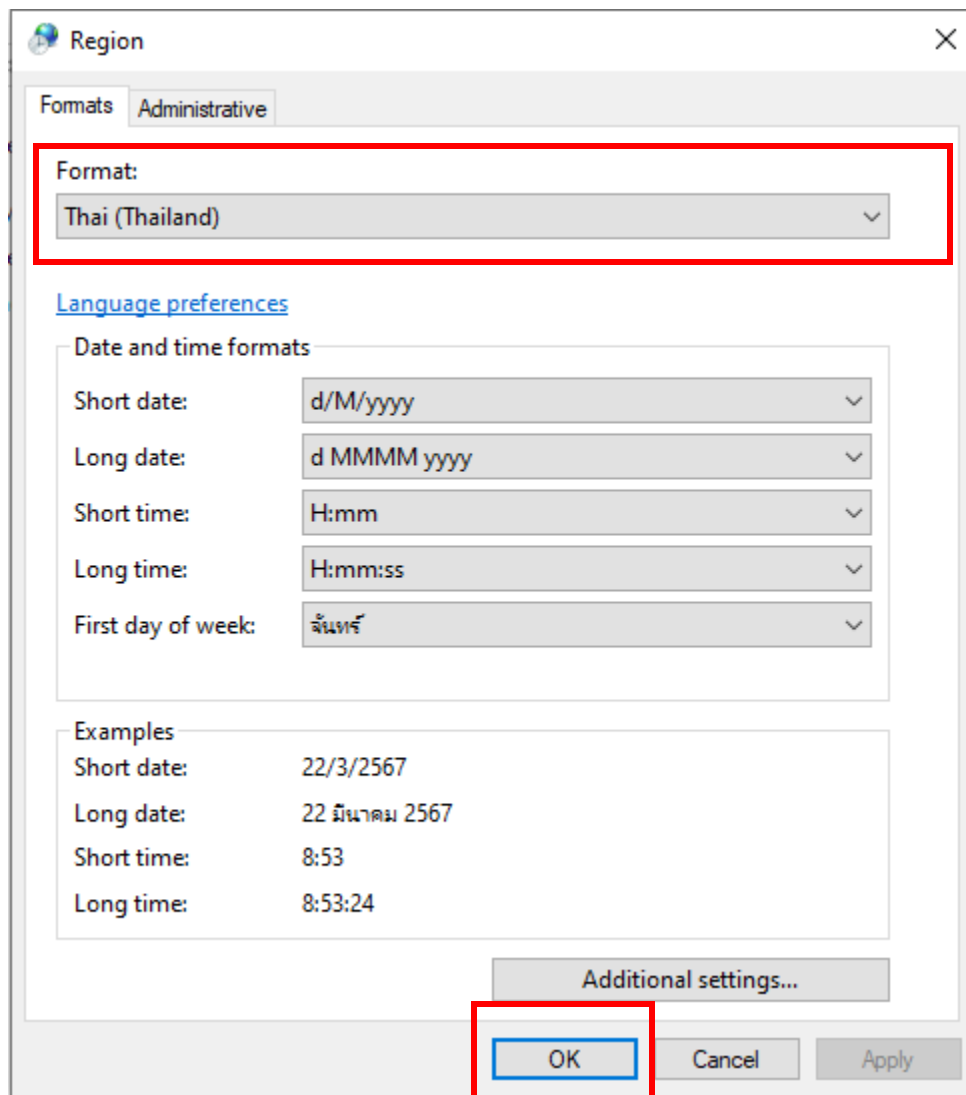 Region
Formats
Administrative
Format:
Thai (Thailand)
Language preferences
Date and time formats
Short date: d/M/yyyy
Long date: d MMMM yyyy
Short time: H:mm
Long time: H:mm:ss
First day of week: จันทร์
Examples
Short date: 22/3/2567
Long date: 22 มีนาคม 2567
Short time: 8:53
Long time: 8:53:24
Additional settings...
OK Cancel Apply